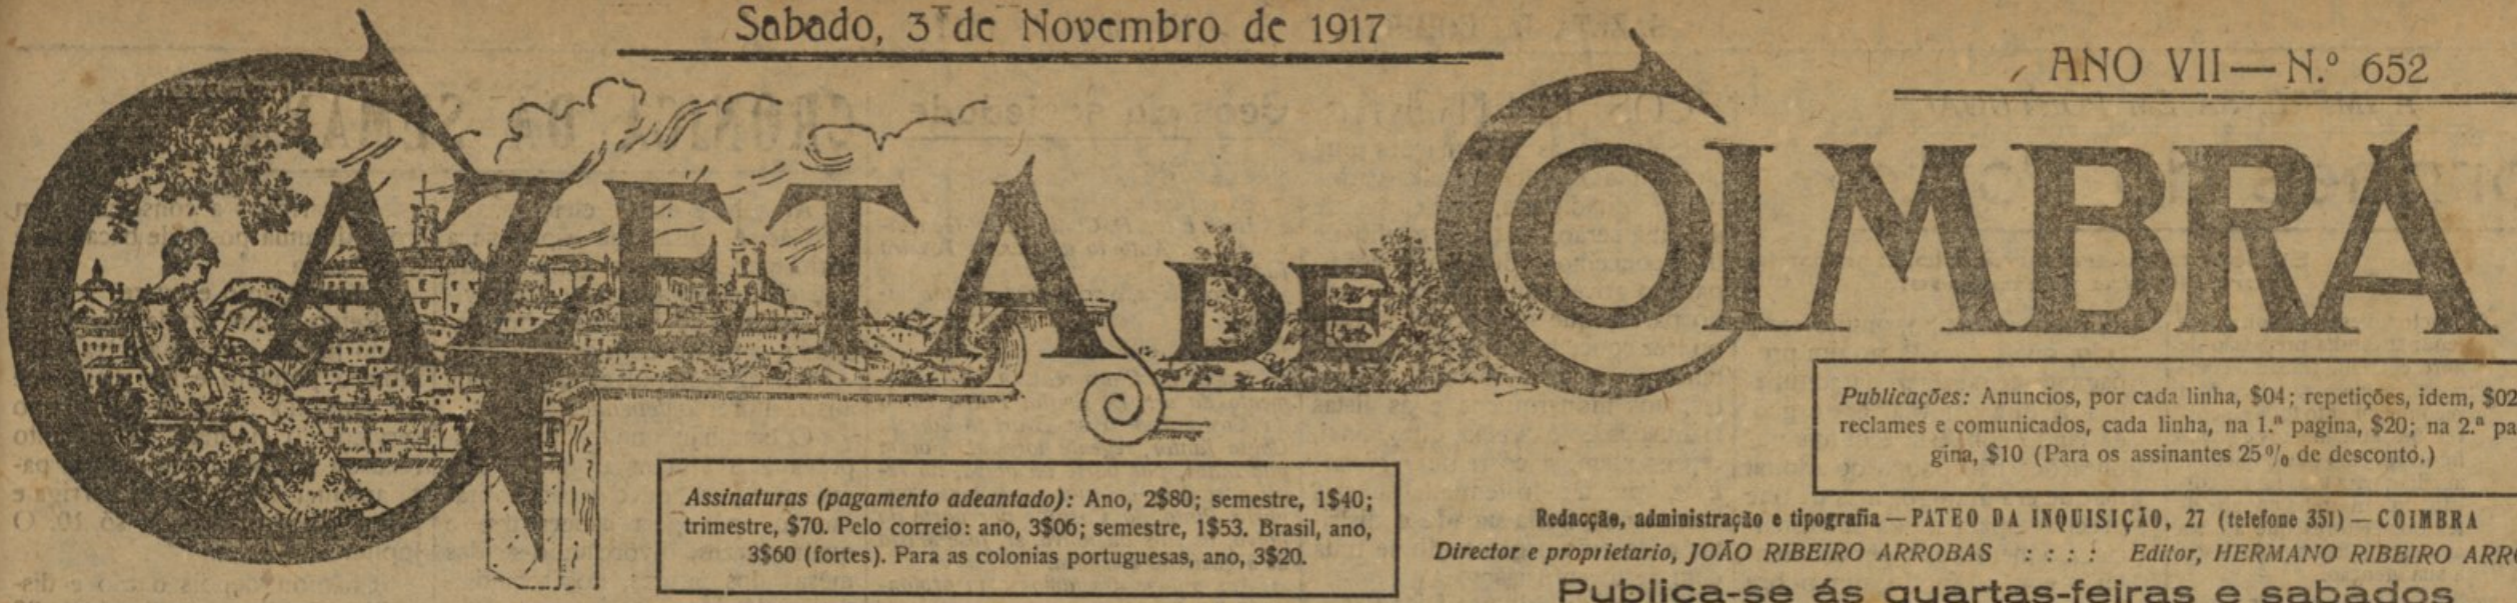 Sabado, 3 de Novembro de 1917
ANO VII — N.º 652
GAZETA DE COIMBRA
Publicações: Anuncios, por cada linha, $04; repetições, idem, $02
reclames e comunicados, cada linha, na 1.ª pagina, $20; na 2.ª pa-
gina, $10 (Para os assinantes 25 % de desconto.)
Assinaturas (pagamento adeantado): Ano, 2$80; semestre, 1$40;
trimestre, $70. Pelo correio: ano, 3$06; semestre, 1$53. Brasil, ano,
3$60 (fortes). Para as colonias portuguesas, ano, 3$20.
Redacção, administração e tipografia — PATEO DA INQUISIÇÃO, 27 (telefone 351) — COIMBRA
Director e proprietario, JOÃO RIBEIRO ARROBAS : : : : Editor, HERMANO RIBEIRO
Publica-se ás quartas-feiras e sabados